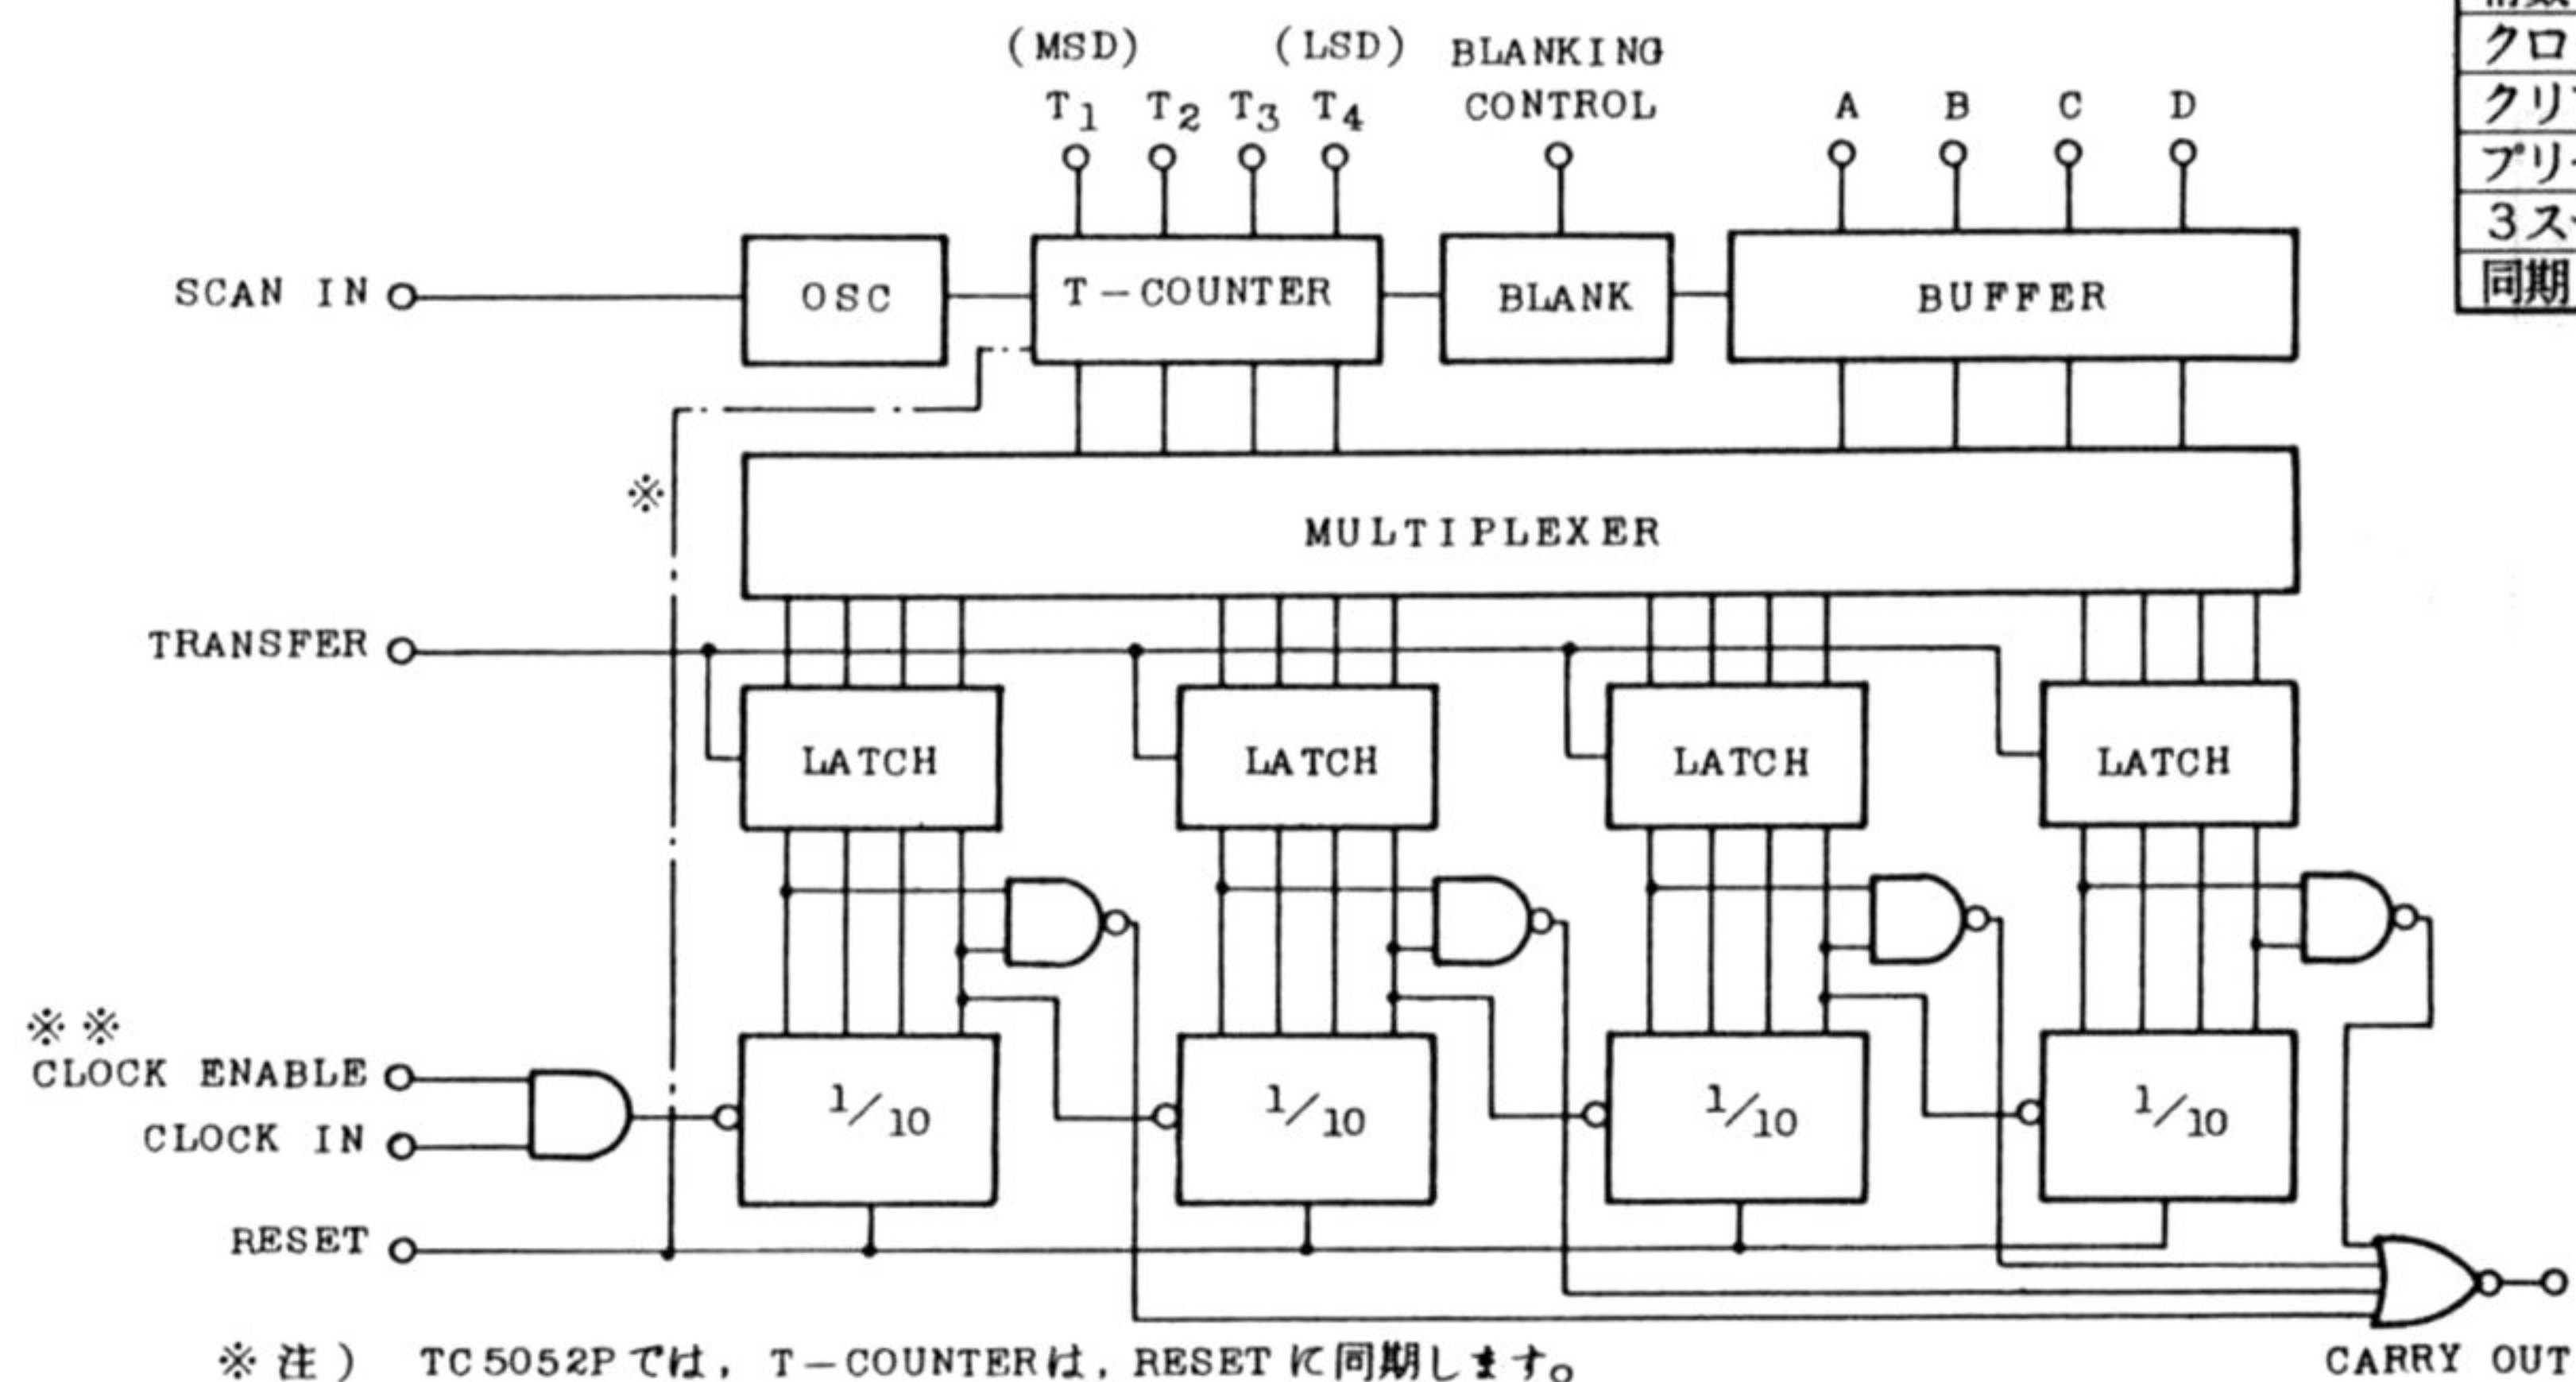 (MSD) (LSD) BLANKING
T1 T2 T3 T4 CONTROL A B C D
クロ
クリ
プリ
3ス
同期
SCAN IN OSC T-COUNTER BLANK BUFFER
※
MULTIPLEXER
TRANSFER
LATCH LATCH LATCH LATCH
※※
CLOCK ENABLE
CLOCK IN
1/10 1/10 1/10 1/10
RESET
※注) TC5052Pでは, T-COUNTERは, RESETに同期します。
CARRY OUT